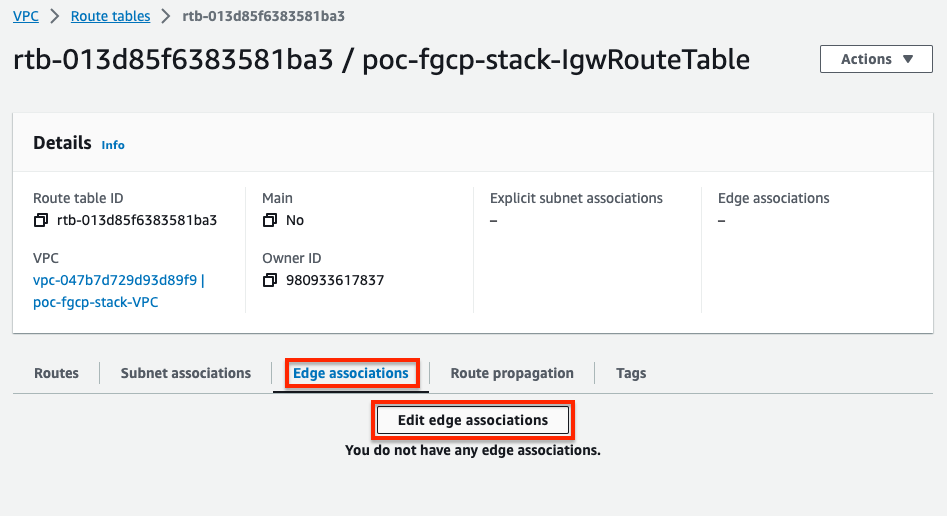 VPC > Route tables > rtb-013d85f6383581ba3
rtb-013d85f6383581ba3 / poc-fgcp-stack-IgwRouteTable
Actions ▼
Details Info
Route table ID
rtb-013d85f6383581ba3
Main
No
Explicit subnet associations
–
Edge associations
–
VPC
vpc-047b7d729d93d89f9 |
poc-fgcp-stack-VPC
Owner ID
980933617837
Routes
Subnet associations
Edge associations
Route propagation
Tags
Edit edge associations
You do not have any edge associations.